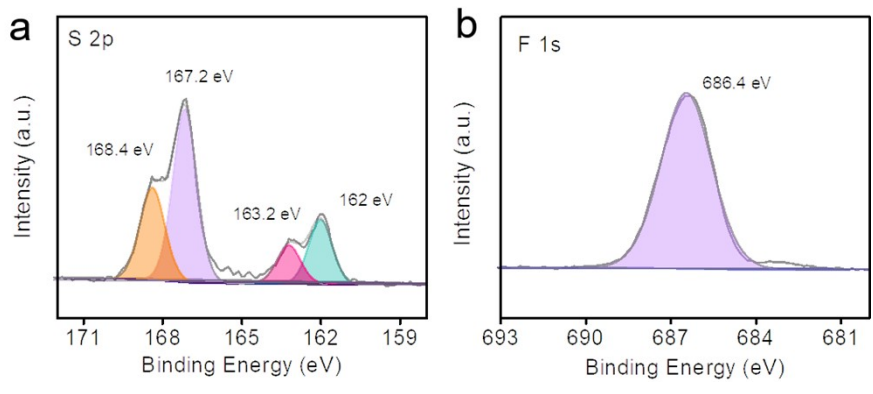 a
S 2p
167.2 eV
168.4 eV
163.2 eV
162 eV
Intensity (a.u.)
171 168 165 162 159
Binding Energy (eV)
b
F 1s
686.4 eV
Intensity (a.u.)
693 690 687 684 681
Binding Energy (eV)